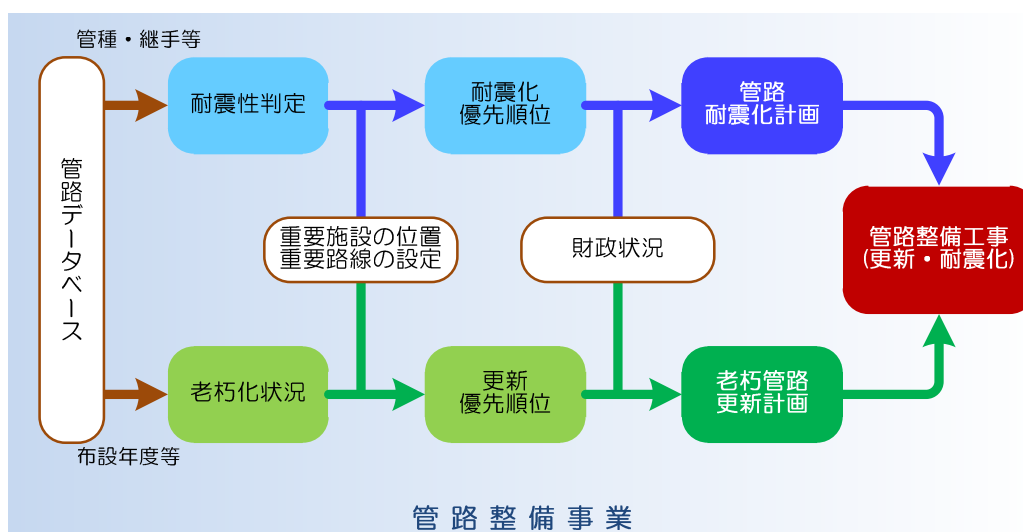 管種・継手等
管路データベース
耐震性判定
耐震化
優先順位
管路
耐震化計画
重要施設の位置
重要路線の設定
財政状況
管路整備工事
(更新・耐震化)
老朽化状況
更新
優先順位
老朽管路
更新計画
布設年度等
管路整備事業